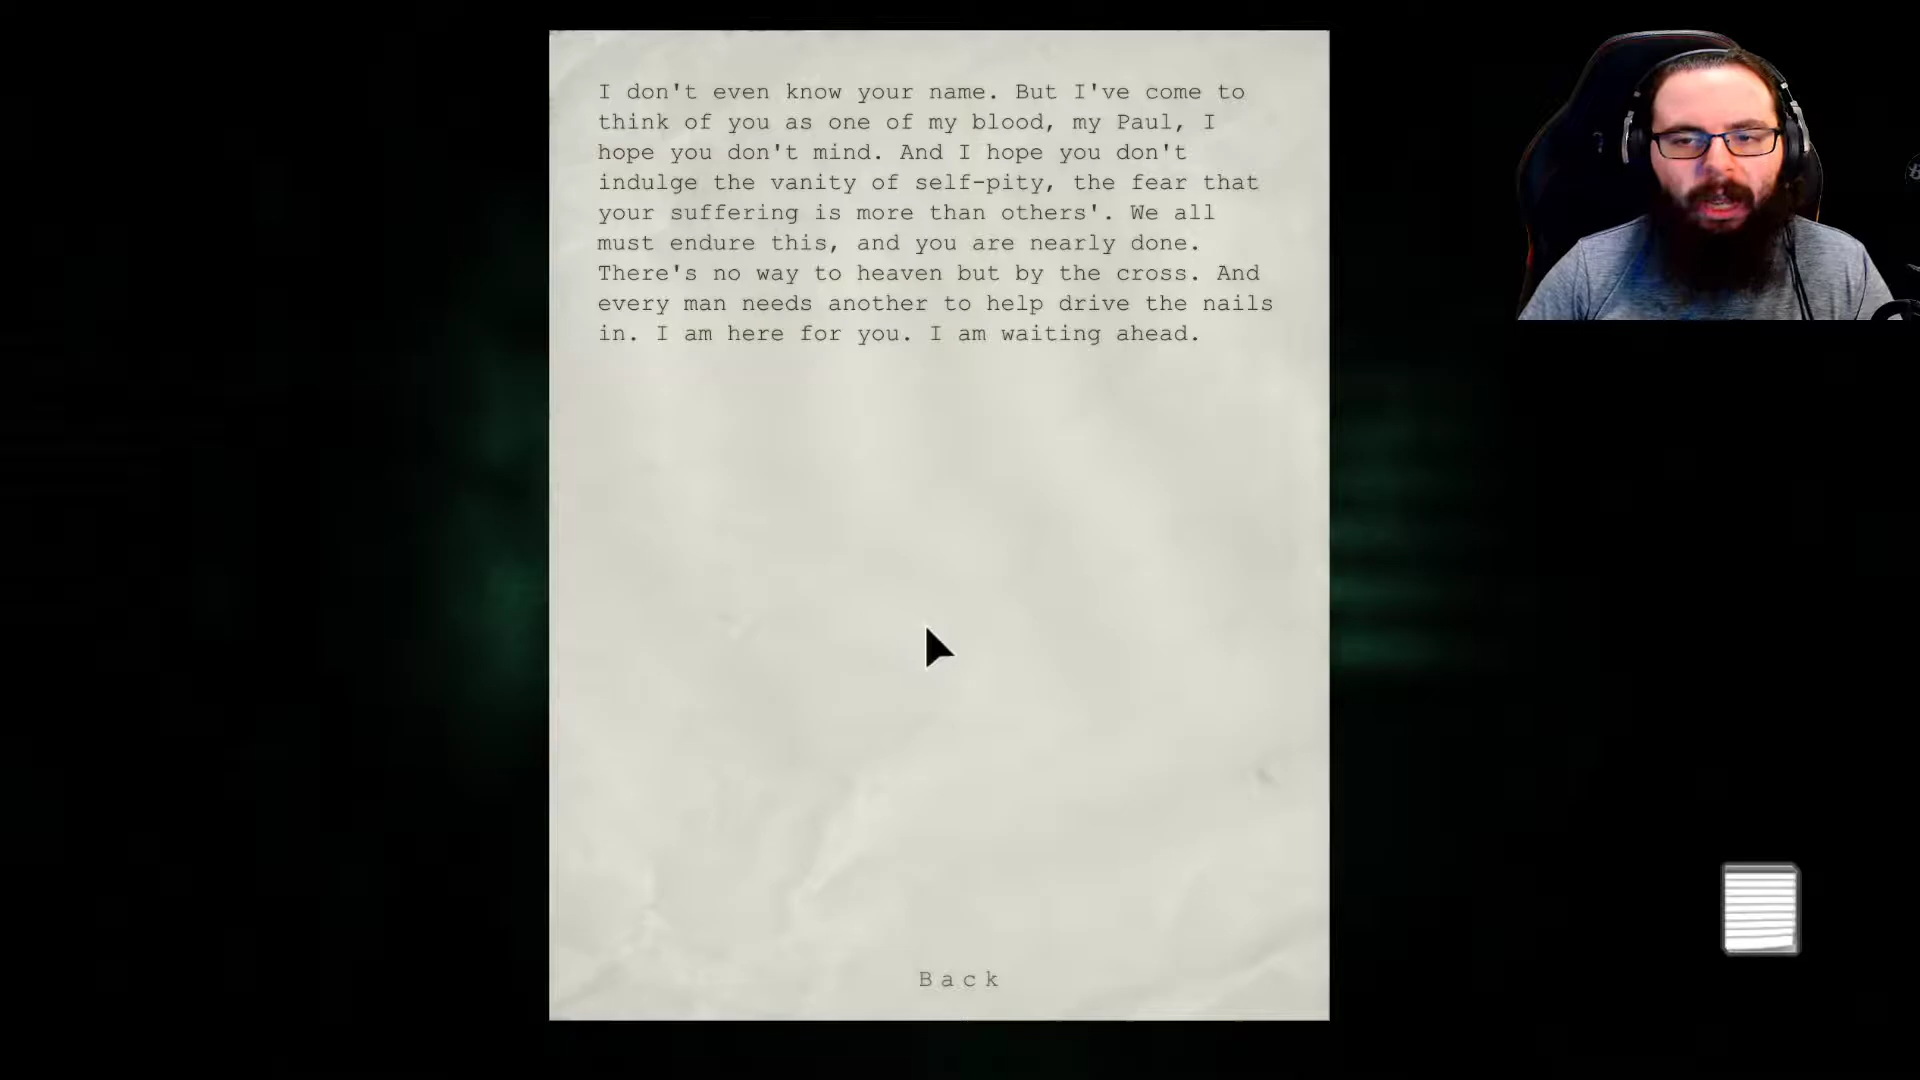 I don't even know your name. But I've come to
think of you as one of my blood, my Paul, I
hope you don't mind. And I hope you don't
indulge the vanity of self-pity, the fear that
your suffering is more than others'. We all
must endure this, and you are nearly done.
There's no way to heaven but by the cross. And
every man needs another to help drive the nails
in. I am here for you. I am waiting ahead.
Back